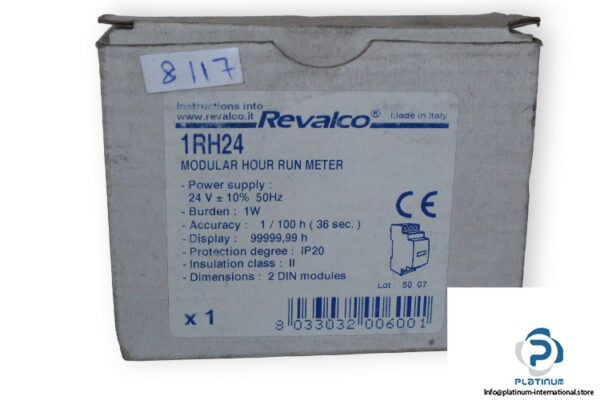 8/17
Instructions into
www.revalco.it Revalco® Made in Italy
1RH24
MODULAR HOUR RUN METER
- Power supply :
24 V ± 10% 50Hz
- Burden : 1W
- Accuracy : 1 / 100 h ( 36 sec. )
- Display : 99999,99 h
- Protection degree : IP20
- Insulation class : II
- Dimensions : 2 DIN modules
CE
Lot : 50 07
x 1
8 033032 006001
PLATINUM
Info@platinum-international.store